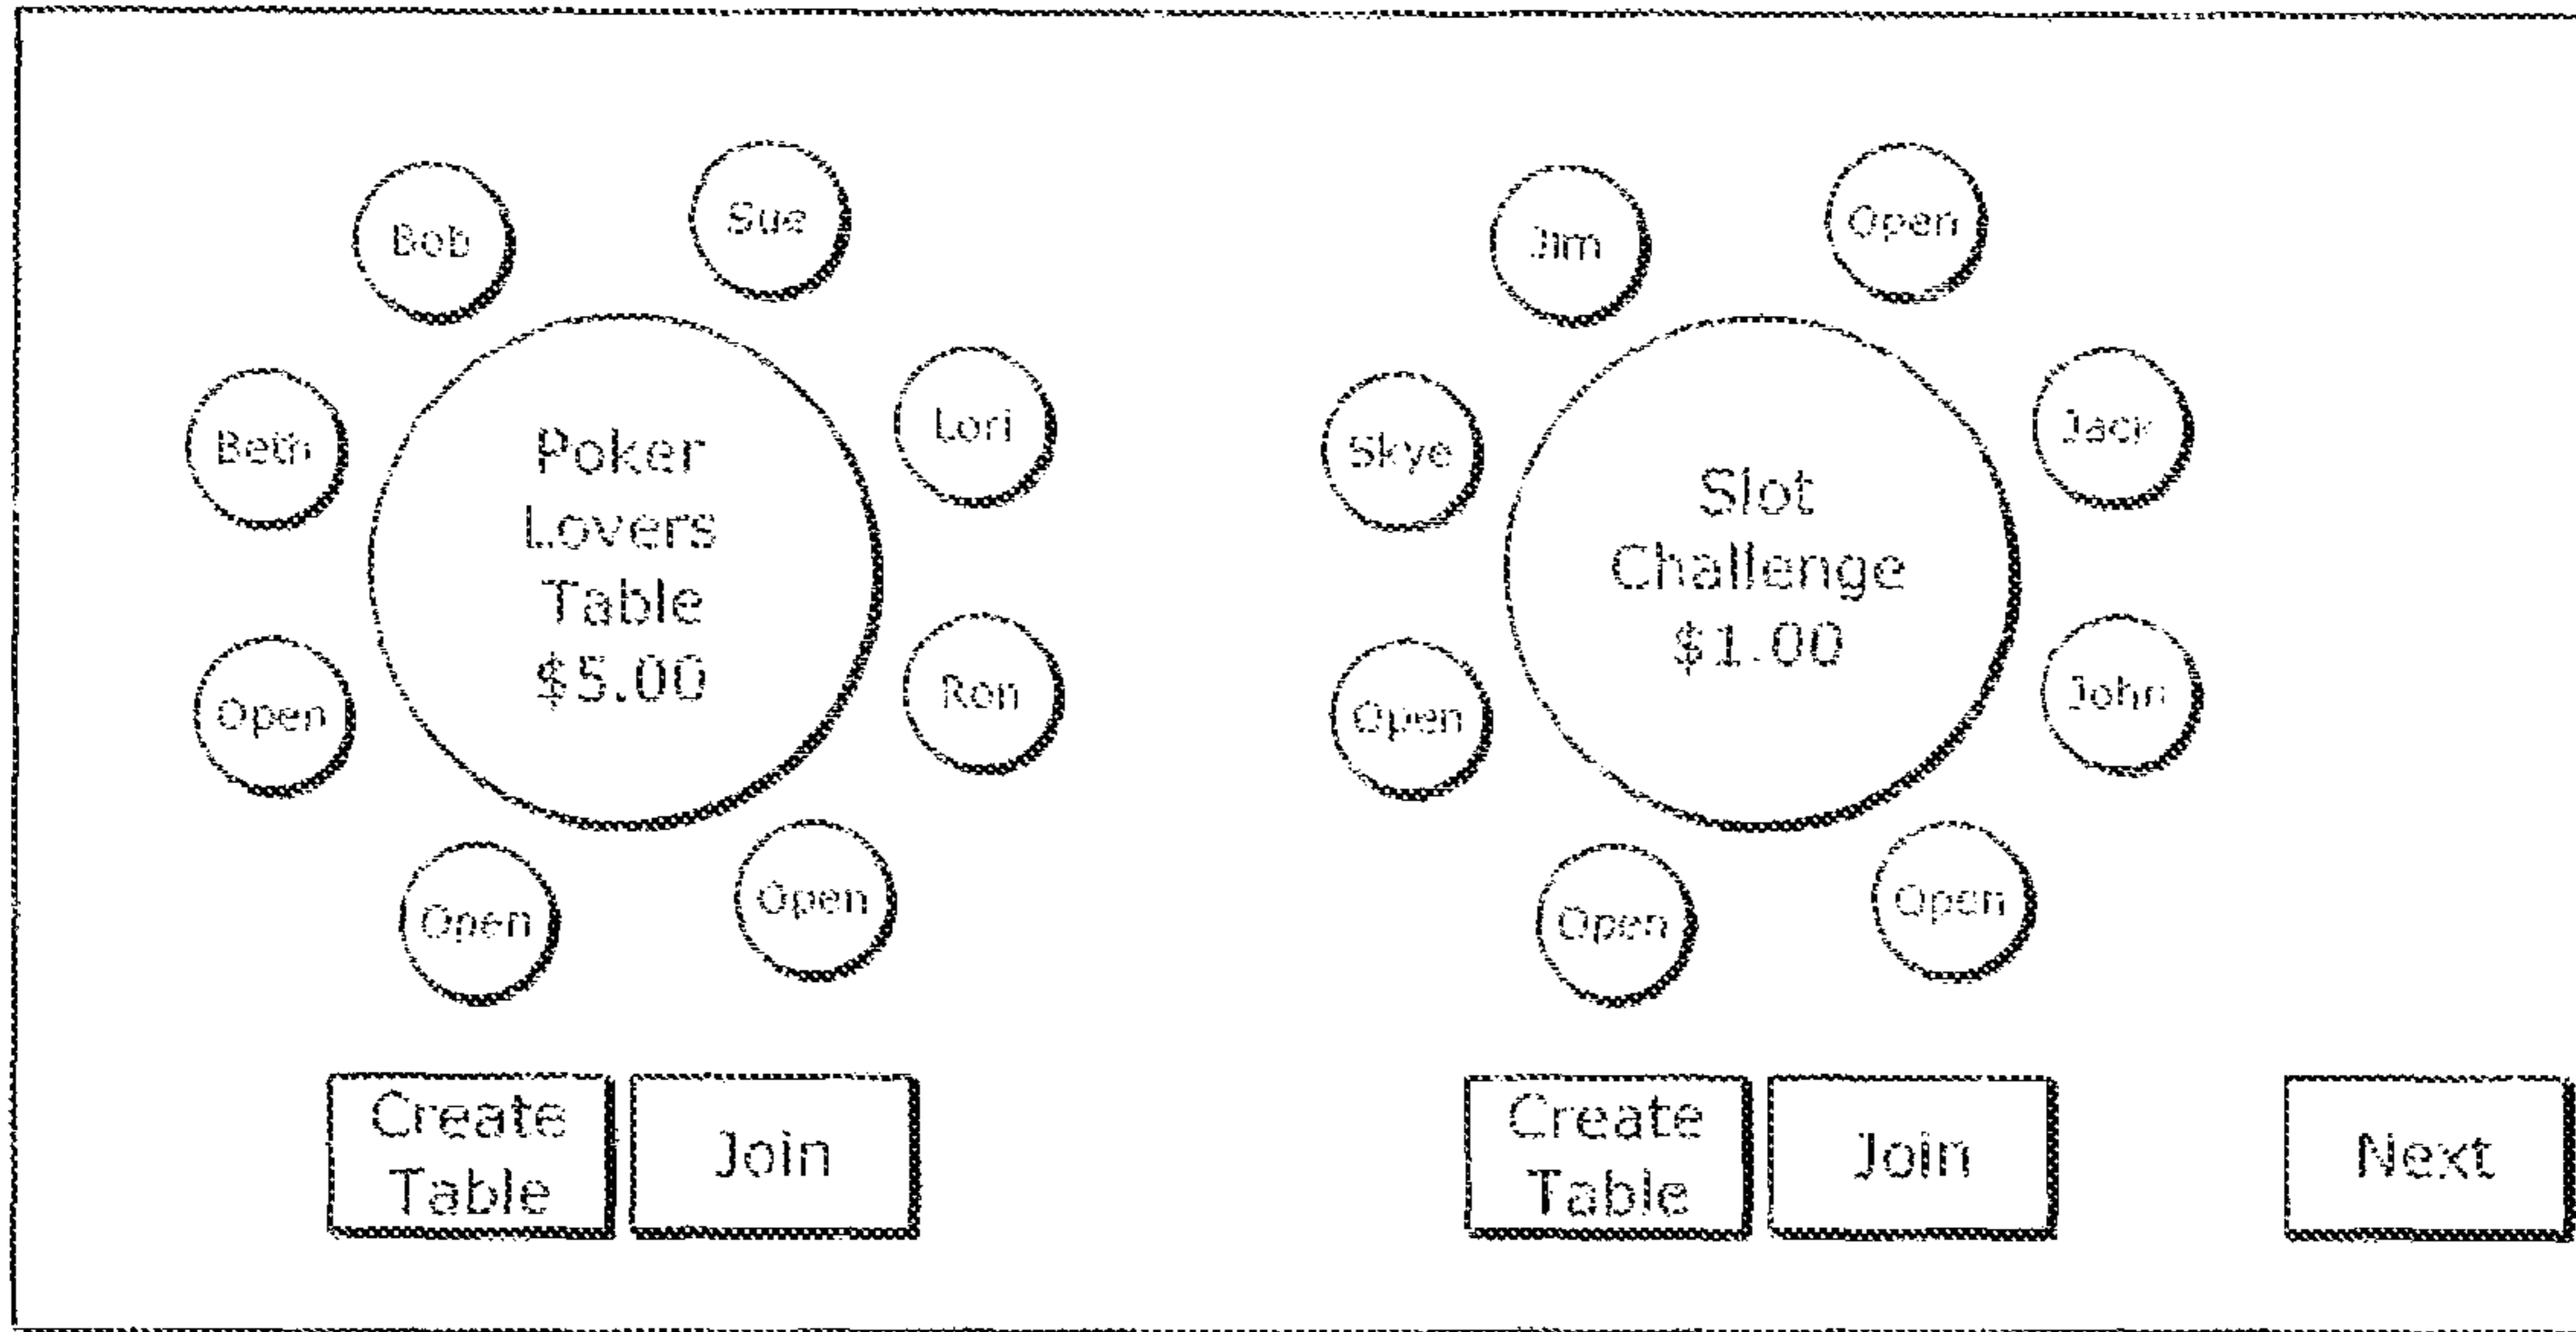 Bob
Sue
Beth
Lori
Poker
Lovers
Table
$5.00
Open
Ron
Open
Open
Create
Table
Join
Jim
Open
Skye
Jack
Slot
Challenge
$1.00
Open
John
Open
Open
Create
Table
Join
Next